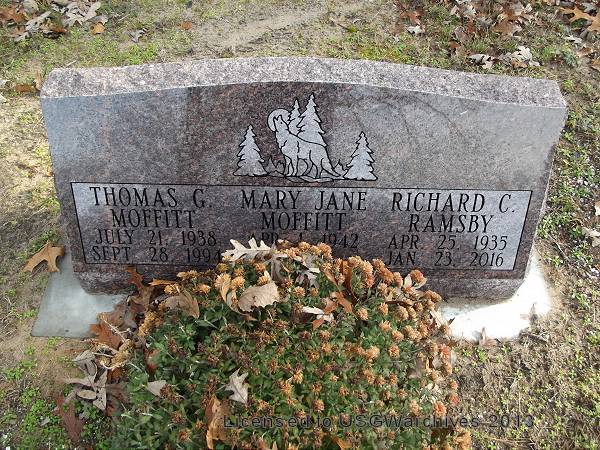 THOMAS G.
MOFFITT
JULY 21, 1938
SEPT. 28 1994
MARY JANE
MOFFITT
1942
RICHARD C.
RAMSBY
APR. 25, 1935
JAN. 23, 2016
Licensed to USGWarchives 2013